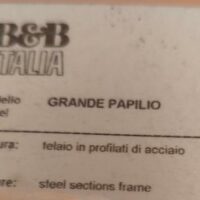 B&B
ITALIA
dello GRANDE PAPILIO
el
ura: telaio in profilati di acciaio
re: steel sections frame